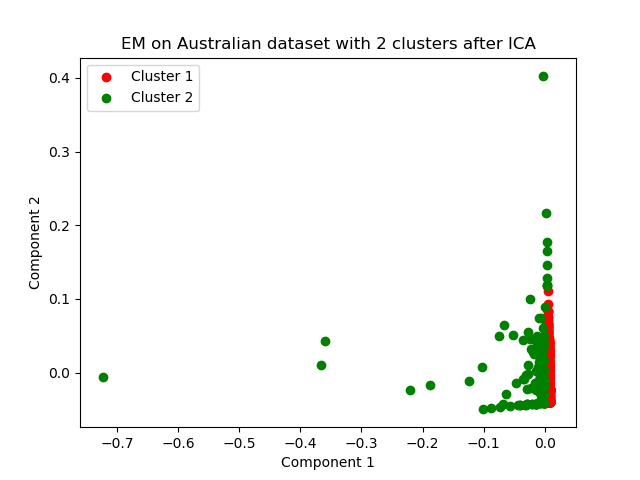 EM on Australian dataset with 2 clusters after ICA
Cluster 1
Cluster 2
0.4
0.3
0.2
0.1
0.0
Component 2
−0.7 −0.6 −0.5 −0.4 −0.3 −0.2 −0.1 0.0
Component 1